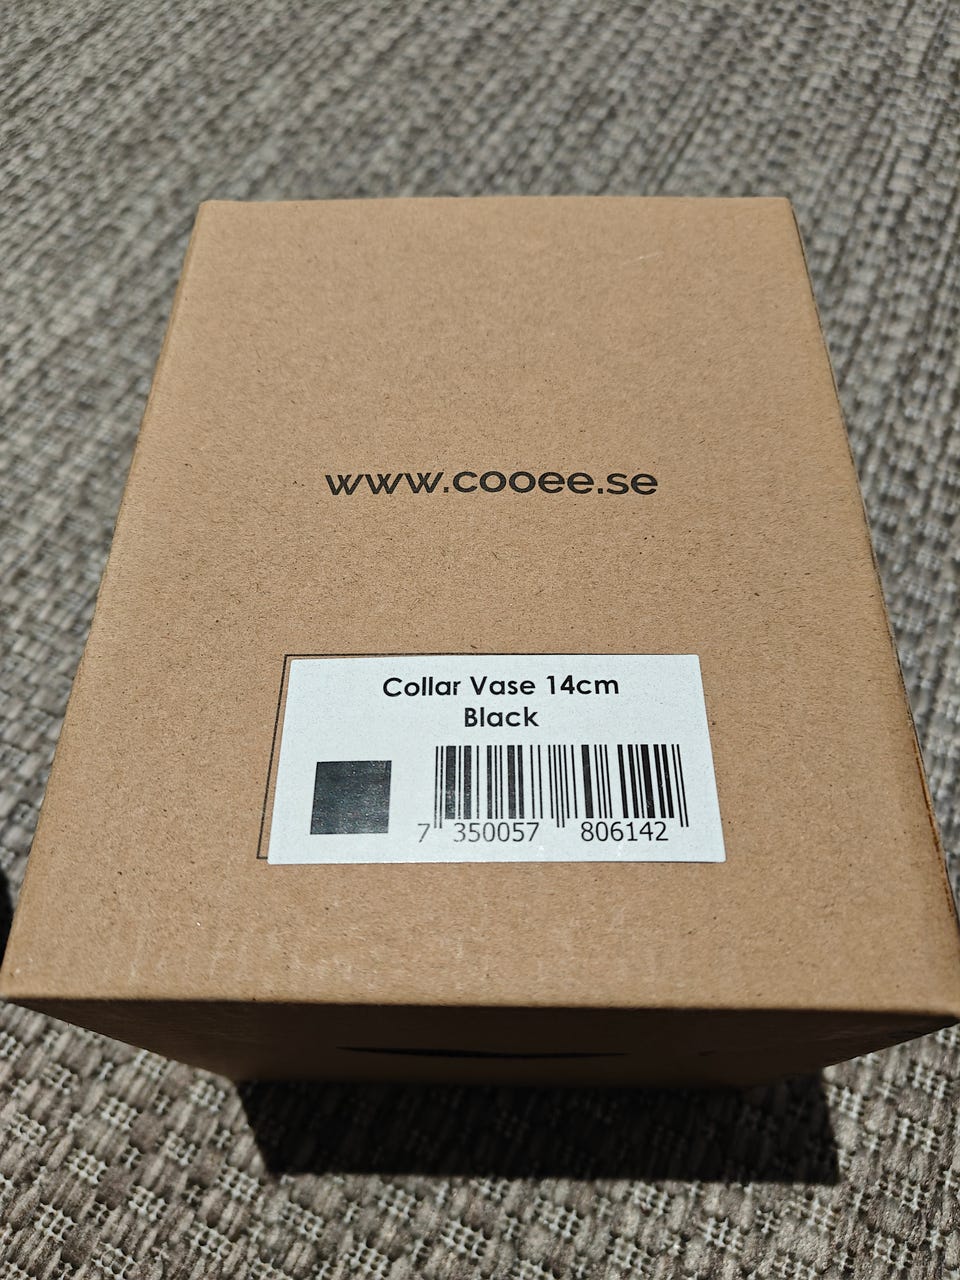 www.cooee.se
Collar Vase 14cm
Black
7 350057 806142